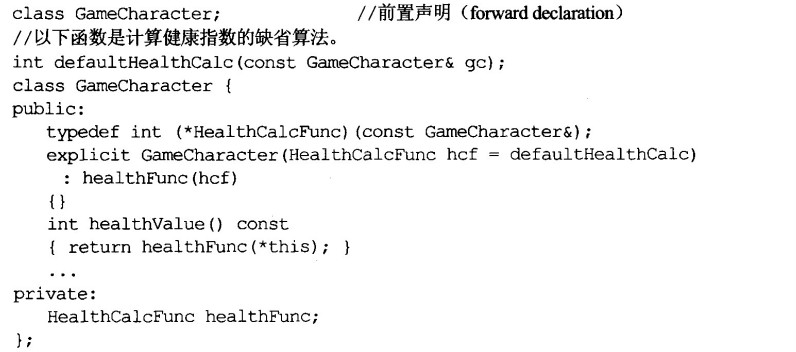 class GameCharacter; //前置声明（forward declaration）
//以下函数是计算健康指数的缺省算法。
int defaultHealthCalc(const GameCharacter& gc);
class GameCharacter {
public:
typedef int (*HealthCalcFunc)(const GameCharacter&);
explicit GameCharacter(HealthCalcFunc hcf = defaultHealthCalc)
: healthFunc(hcf)
{}
int healthValue() const
{ return healthFunc(*this); }
...
private:
HealthCalcFunc healthFunc;
};